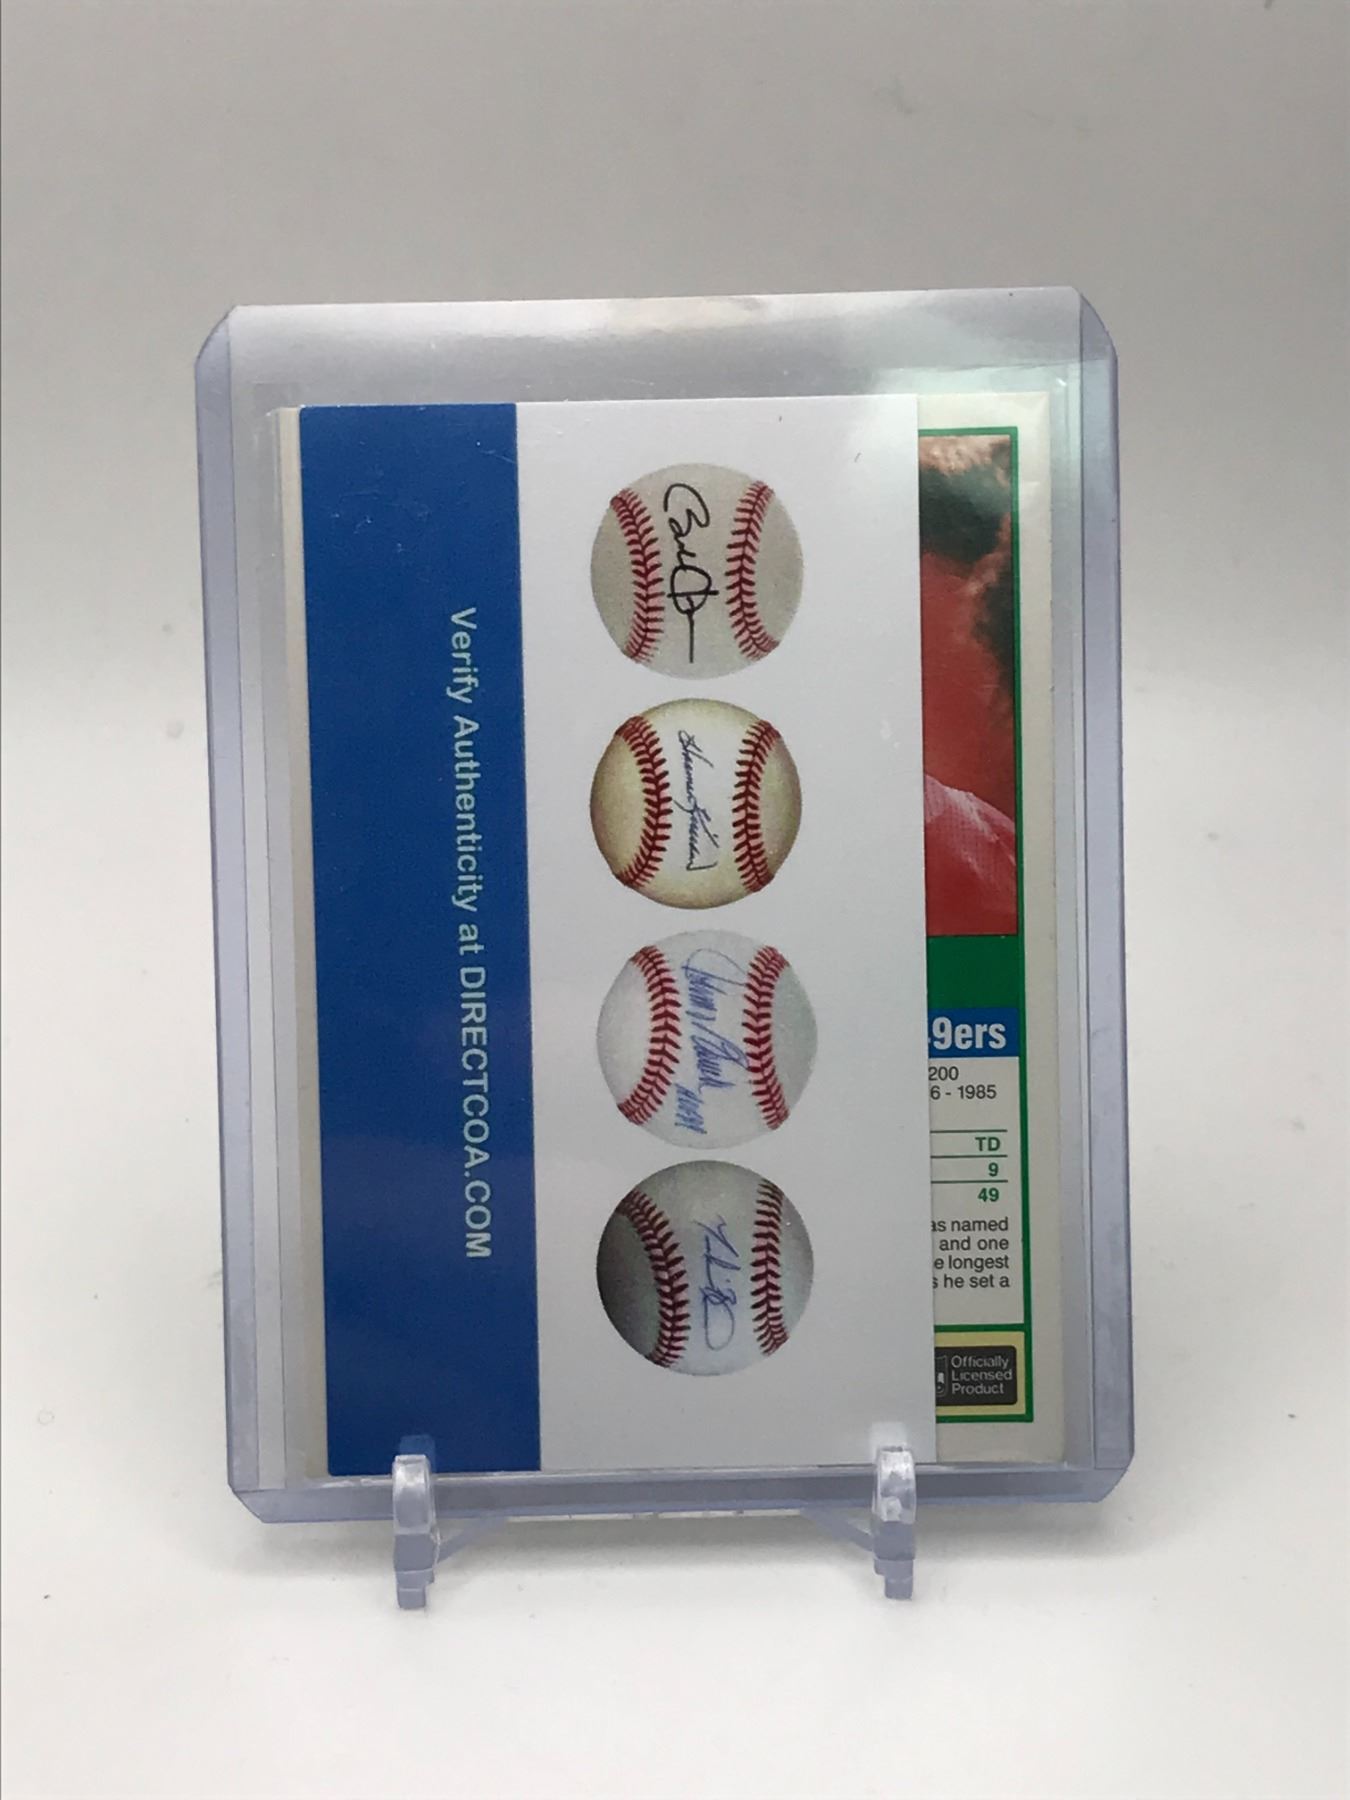 Verify Authenticity at DIRECTCOA.COM
9ers
200
6 - 1985
TD
9
49
as named
and one
longest
he set a
Officially
Licensed
Product